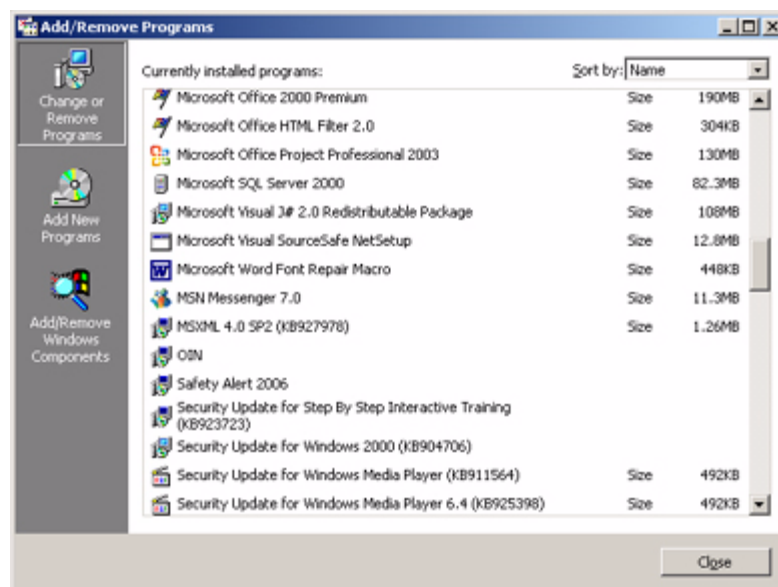 Add/Remove Programs
Change or
Remove
Programs
Add New
Programs
Add/Remove
Windows
Components
Currently installed programs: Sort by: Name
Microsoft Office 2000 Premium Size 190MB
Microsoft Office HTML Filter 2.0 Size 304KB
Microsoft Office Project Professional 2003 Size 130MB
Microsoft SQL Server 2000 Size 82.3MB
Microsoft Visual J# 2.0 Redistributable Package Size 108MB
Microsoft Visual SourceSafe NetSetup Size 12.8MB
Microsoft Word Font Repair Macro Size 448KB
MSN Messenger 7.0 Size 11.3MB
MSXML 4.0 SP2 (KB927978) Size 1.26MB
OIN
Safety Alert 2006
Security Update for Step By Step Interactive Training
(KB923723)
Security Update for Windows 2000 (KB904706)
Security Update for Windows Media Player (KB911564) Size 492KB
Security Update for Windows Media Player 6.4 (KB925398) Size 492KB
Close